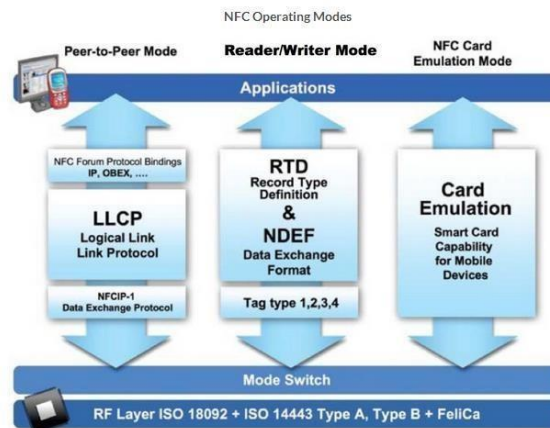 NFC Operating Modes
Peer-to-Peer Mode
Reader/Writer Mode
NFC Card
Emulation Mode
Applications
NFC Forum Protocol Bindings
IP, OBEX, ....
LLCP
Logical Link
Link Protocol
NFCIP-1
Data Exchange Protocol
RTD
Record Type
Definition
&
NDEF
Data Exchange
Format
Tag type 1,2,3,4
Card
Emulation
Smart Card
Capability
for Mobile
Devices
Mode Switch
RF Layer ISO 18092 + ISO 14443 Type A, Type B + FeliCa